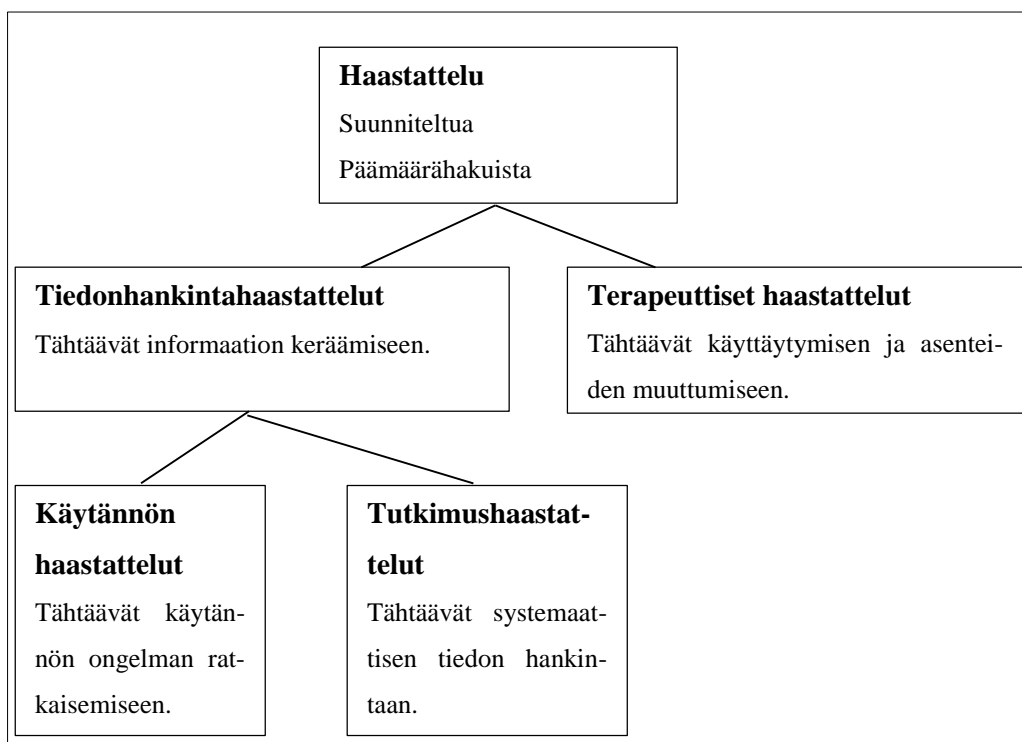 Haastattelu
Suunniteltua
Päämäärähakuista
Tiedonhankintahaastattelut
Tähtäävät informaation keräämiseen.
Terapeuttiset haastattelut
Tähtäävät käyttäytymisen ja asentei-
den muuttumiseen.
Käytännön
haastattelut
Tähtäävät käytän-
nön ongelman rat-
kaisemiseen.
Tutkimushaastat-
telut
Tähtäävät systemaat-
tisen tiedon hankin-
taan.